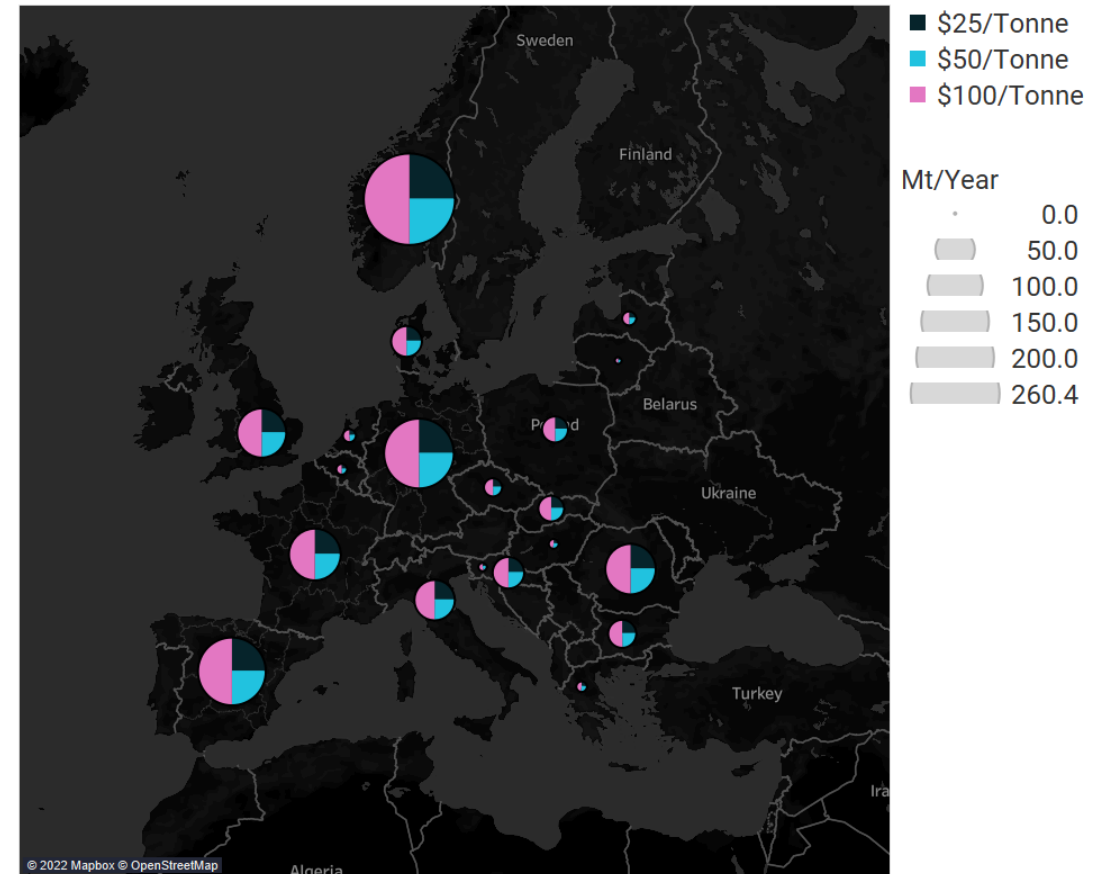 $25/Tonne
$50/Tonne
$100/Tonne
Mt/Year
0.0
50.0
100.0
150.0
200.0
260.4
Sweden
Finland
Belarus
Ukraine
Turkey
Algeria
© 2022 Mapbox © OpenStreetMap